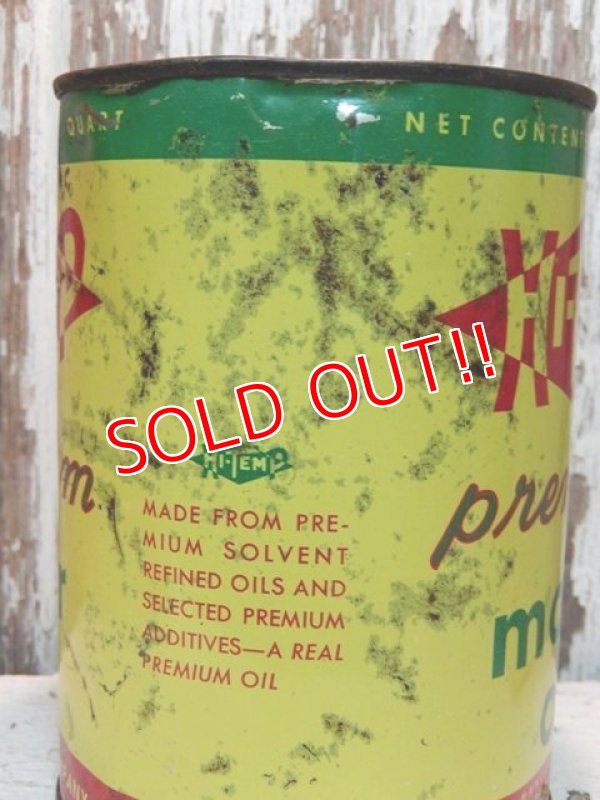 QUART
NET CONTENT
HI-TEMP
SOLD OUT!!
MADE FROM PRE-
MIUM SOLVENT
REFINED OILS AND
SELECTED PREMIUM
ADDITIVES—A REAL
PREMIUM OIL